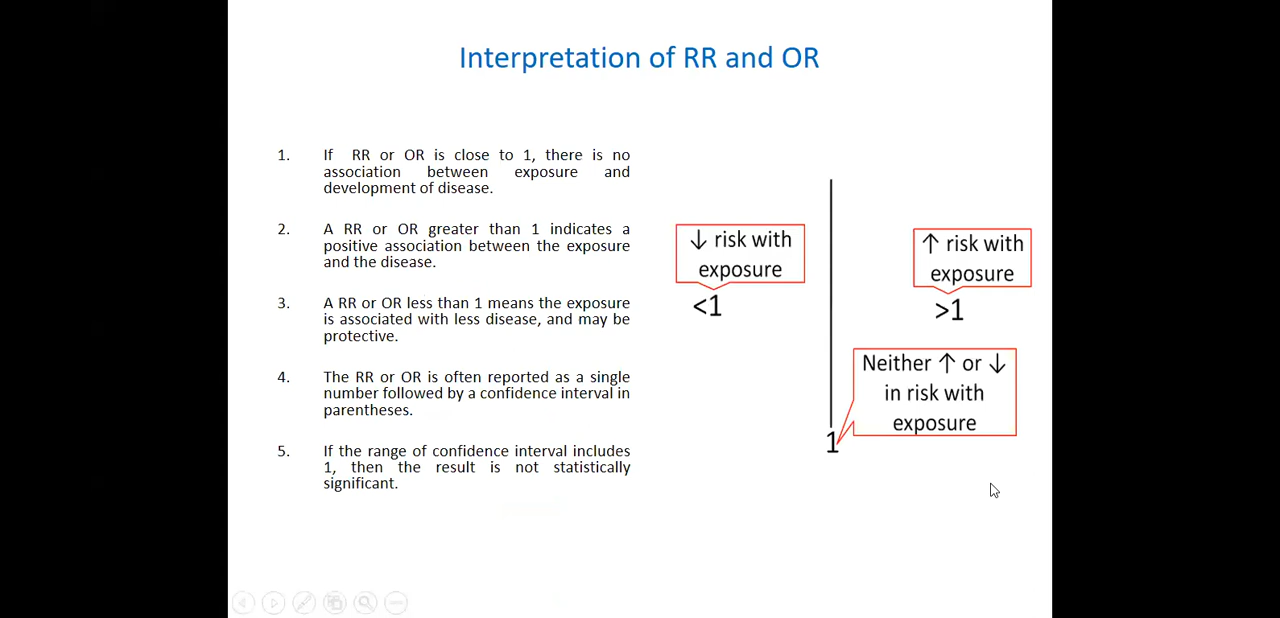 Interpretation of RR and OR
1. If RR or OR is close to 1, there is no
association between exposure and
development of disease.
2. A RR or OR greater than 1 indicates a
positive association between the exposure
and the disease.
3. A RR or OR less than 1 means the exposure
is associated with less disease, and may be
protective.
4. The RR or OR is often reported as a single
number followed by a confidence interval in
parentheses.
5. If the range of confidence interval includes
1, then the result is not statistically
significant.
↓ risk with
exposure
<1
↑ risk with
exposure
>1
Neither ↑ or ↓
in risk with
exposure
1